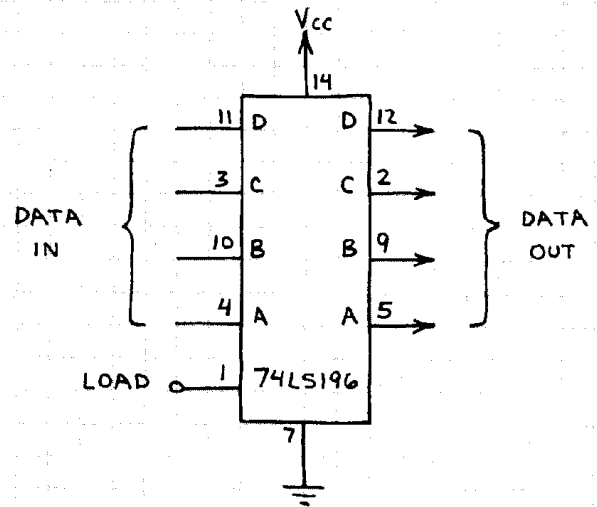 Vcc
14
11 D D 12
3 C C 2
DATA IN
DATA OUT
10 B B 9
4 A A 5
LOAD 1 74LS196
7